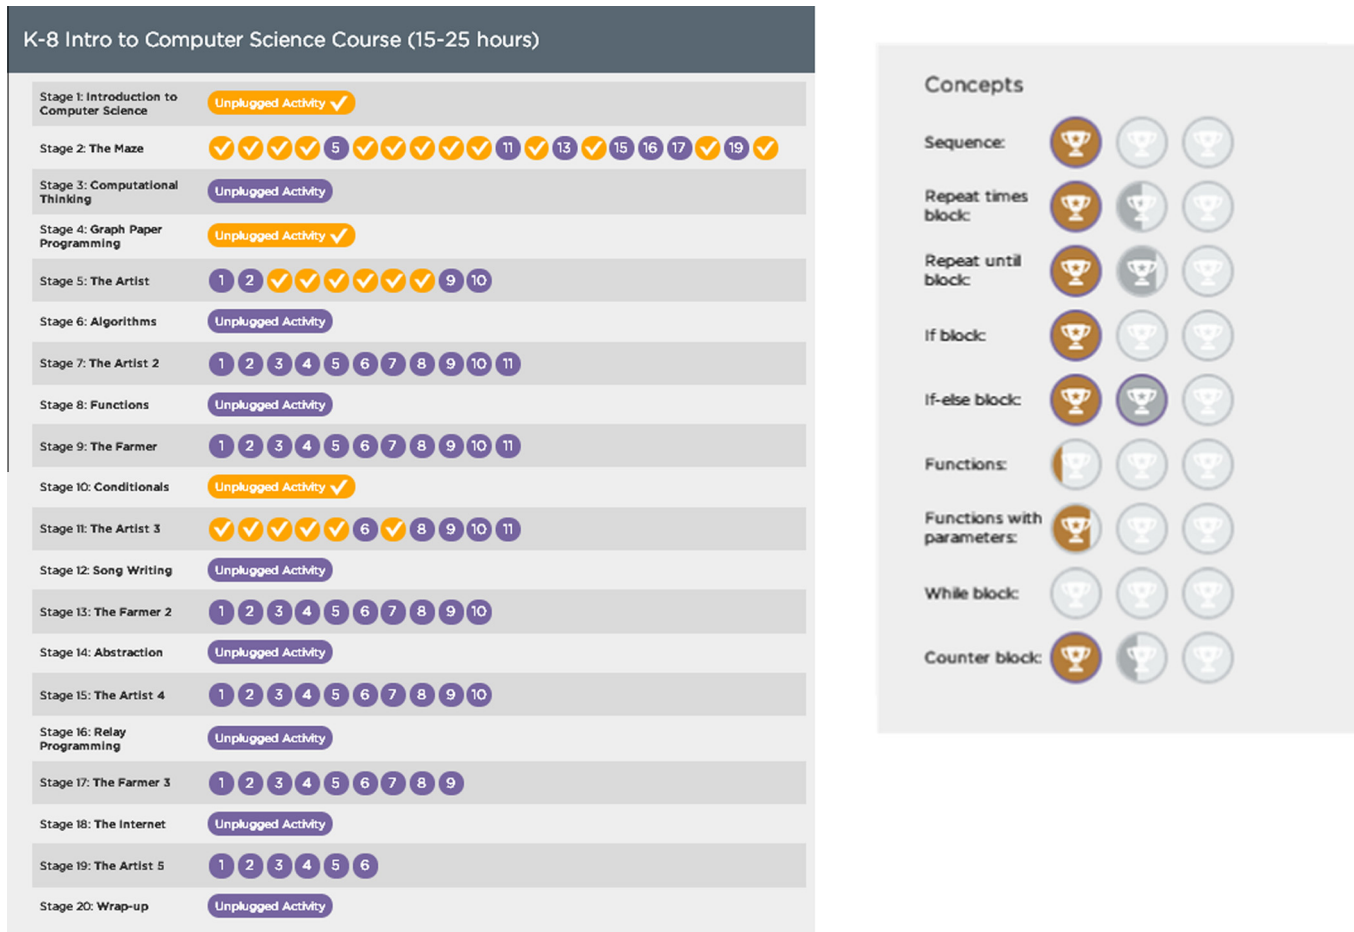 K-8 Intro to Computer Science Course (15-25 hours)
Stage 1: Introduction to
Computer Science
Unplugged Activity
Stage 2: The Maze
5 11 13 15 16 17 19
Stage 3: Computational
Thinking
Unplugged Activity
Stage 4: Graph Paper
Programming
Unplugged Activity
Stage 5: The Artist
1 2 9 10
Stage 6: Algorithms
Unplugged Activity
Stage 7: The Artist 2
1 2 3 4 5 6 7 8 9 10 11
Stage 8: Functions
Unplugged Activity
Stage 9: The Farmer
1 2 3 4 5 6 7 8 9 10 11
Stage 10: Conditionals
Unplugged Activity
Stage 11: The Artist 3
6 8 9 10 11
Stage 12: Song Writing
Unplugged Activity
Stage 13: The Farmer 2
1 2 3 4 5 6 7 8 9 10
Stage 14: Abstraction
Unplugged Activity
Stage 15: The Artist 4
1 2 3 4 5 6 7 8 9 10
Stage 16: Relay
Programming
Unplugged Activity
Stage 17: The Farmer 3
1 2 3 4 5 6 7 8 9
Stage 18: The Internet
Unplugged Activity
Stage 19: The Artist 5
1 2 3 4 5 6
Stage 20: Wrap-up
Unplugged Activity
Concepts
Sequence:
Repeat times
block:
Repeat until
block:
If block:
If-else block:
Functions:
Functions with
parameters:
While block:
Counter block: